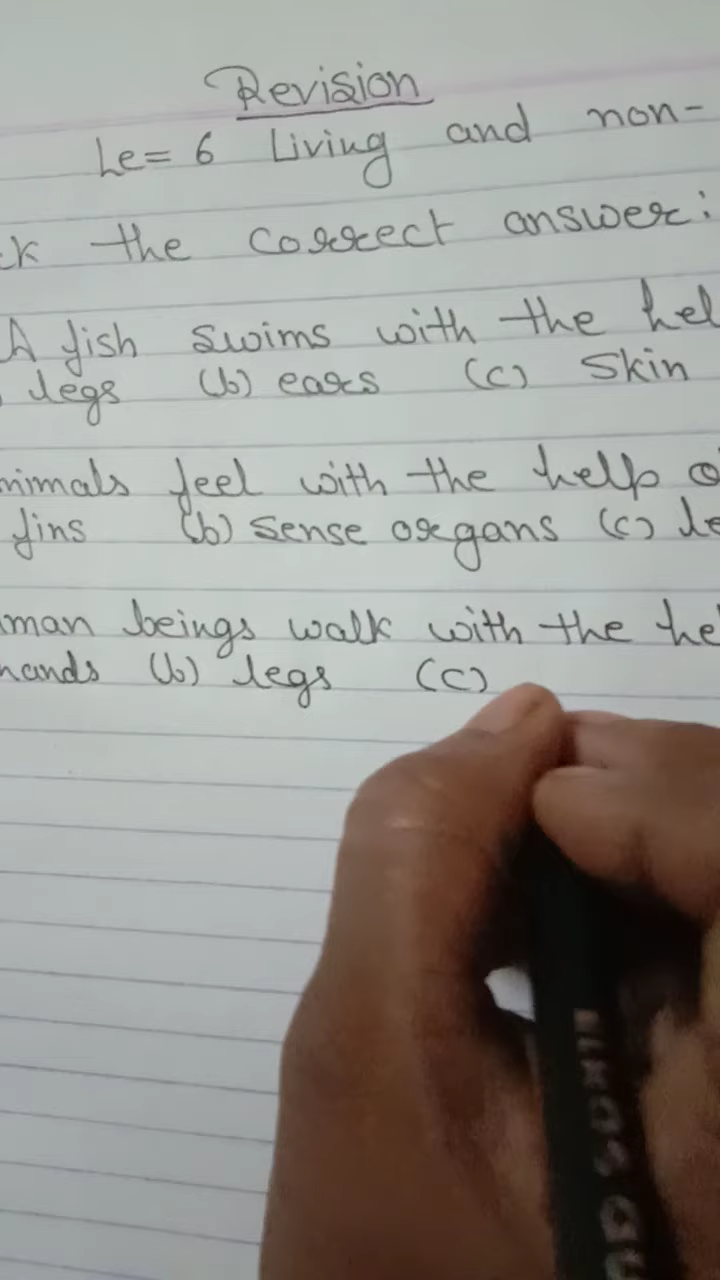 Revision
Le= 6 Living and non-
ck the correct answer:
A fish swims with the hel
legs (b) ears (c) Skin
nimals feel with the help o
fins (b) sense organs (c) le
man beings walk with the he
hands (b) legs (c)